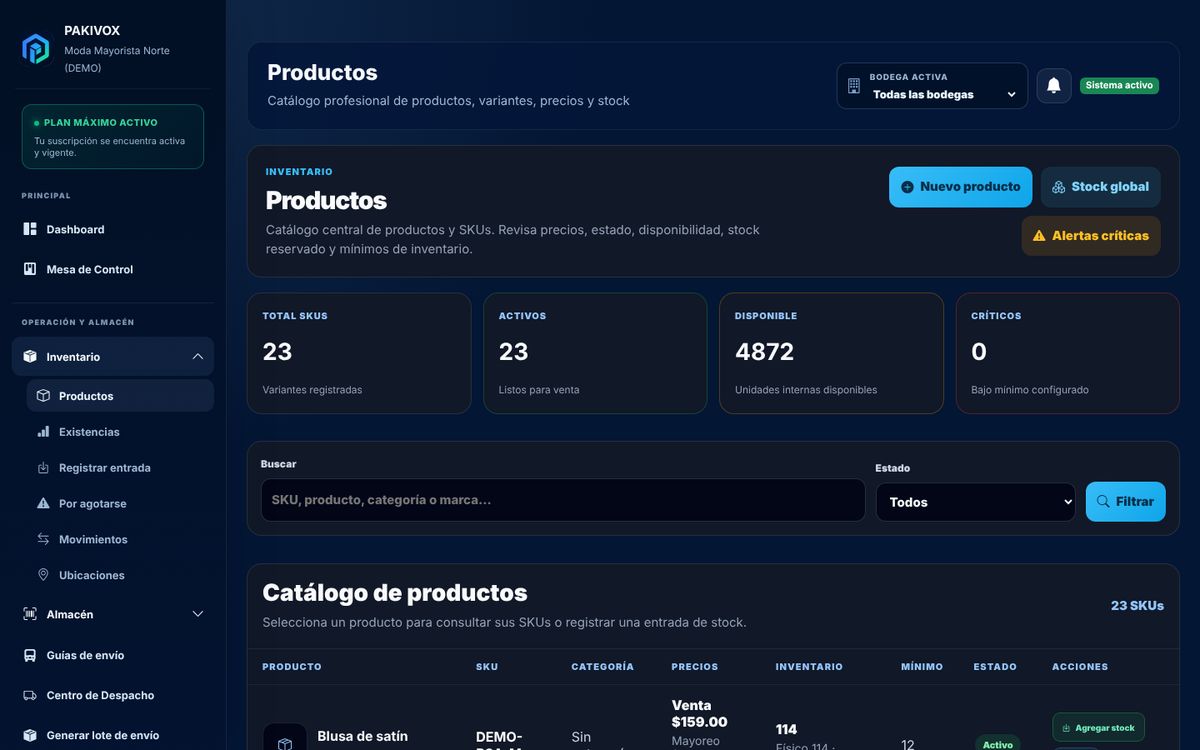 PAKIVOX
Moda Mayorista Norte
(DEMO)
PLAN MÁXIMO ACTIVO
Tu suscripción se encuentra activa
y vigente.
PRINCIPAL
Dashboard
Mesa de Control
OPERACIÓN Y ALMACÉN
Inventario
Productos
Existencias
Registrar entrada
Por agotarse
Movimientos
Ubicaciones
Almacén
Guías de envío
Centro de Despacho
Generar lote de envío
Productos
Catálogo profesional de productos, variantes, precios y stock
BODEGA ACTIVA
Todas las bodegas
Sistema activo
INVENTARIO
Productos
Catálogo central de productos y SKUs. Revisa precios, estado, disponibilidad, stock
reservado y mínimos de inventario.
Nuevo producto
Stock global
Alertas críticas
TOTAL SKUS
23
Variantes registradas
ACTIVOS
23
Listos para venta
DISPONIBLE
4872
Unidades internas disponibles
CRÍTICOS
0
Bajo mínimo configurado
Buscar
SKU, producto, categoría o marca...
Estado
Todos
Filtrar
Catálogo de productos
Selecciona un producto para consultar sus SKUs o registrar una entrada de stock.
23 SKUs
PRODUCTO SKU CATEGORÍA PRECIOS INVENTARIO MÍNIMO ESTADO ACCIONES
Blusa de satín
DEMO-
Sin
Venta
$159.00
Mayoreo
114
Físico 114 ·
12
Activo
Agregar stock